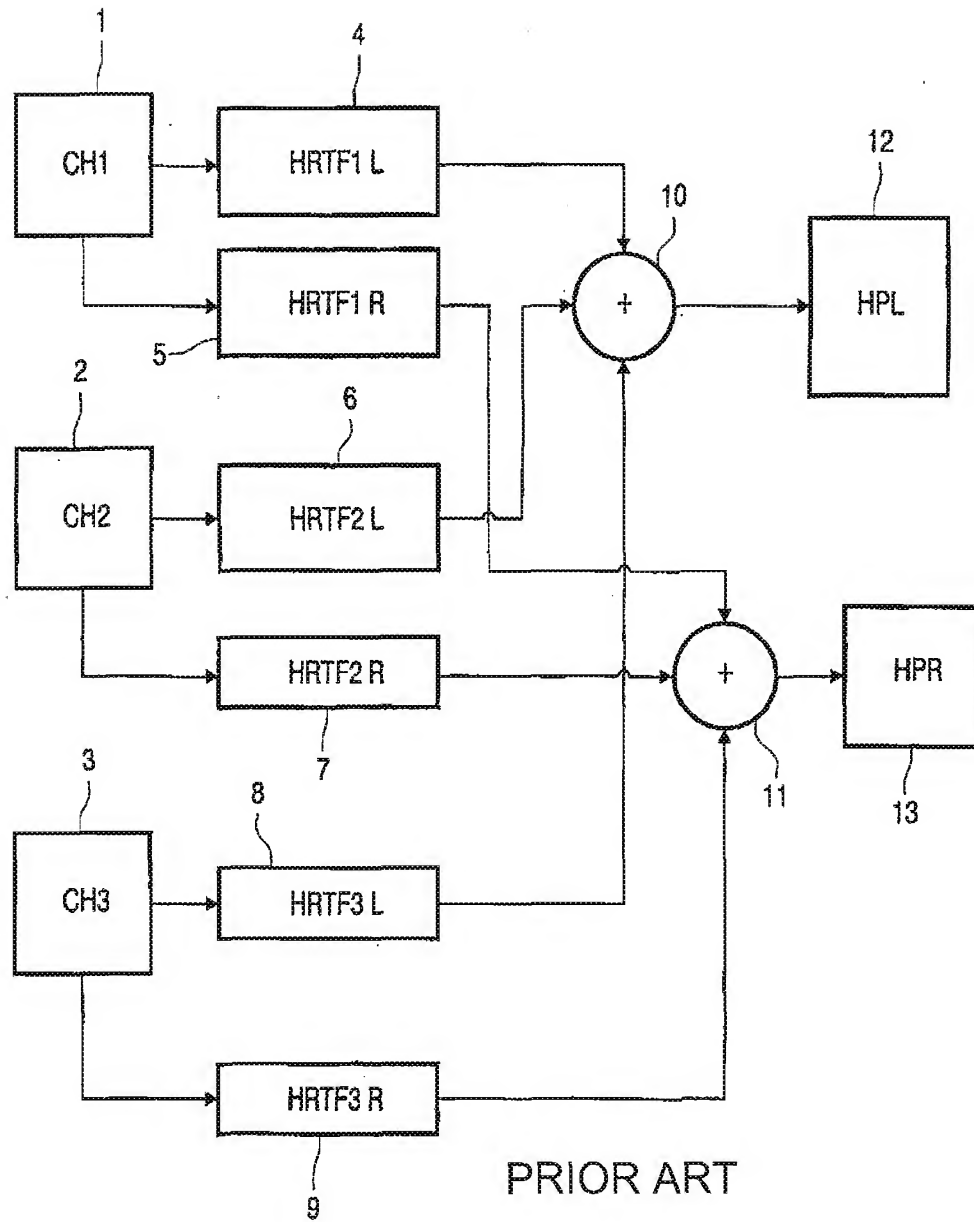 1
4
CH1
HRTF1 L
12
10
HRTF1 R
+
HPL
5
2
6
CH2
HRTF2 L
HRTF2 R
+
HPR
7
3
8
11
13
CH3
HRTF3 L
HRTF3 R
9
PRIOR ART